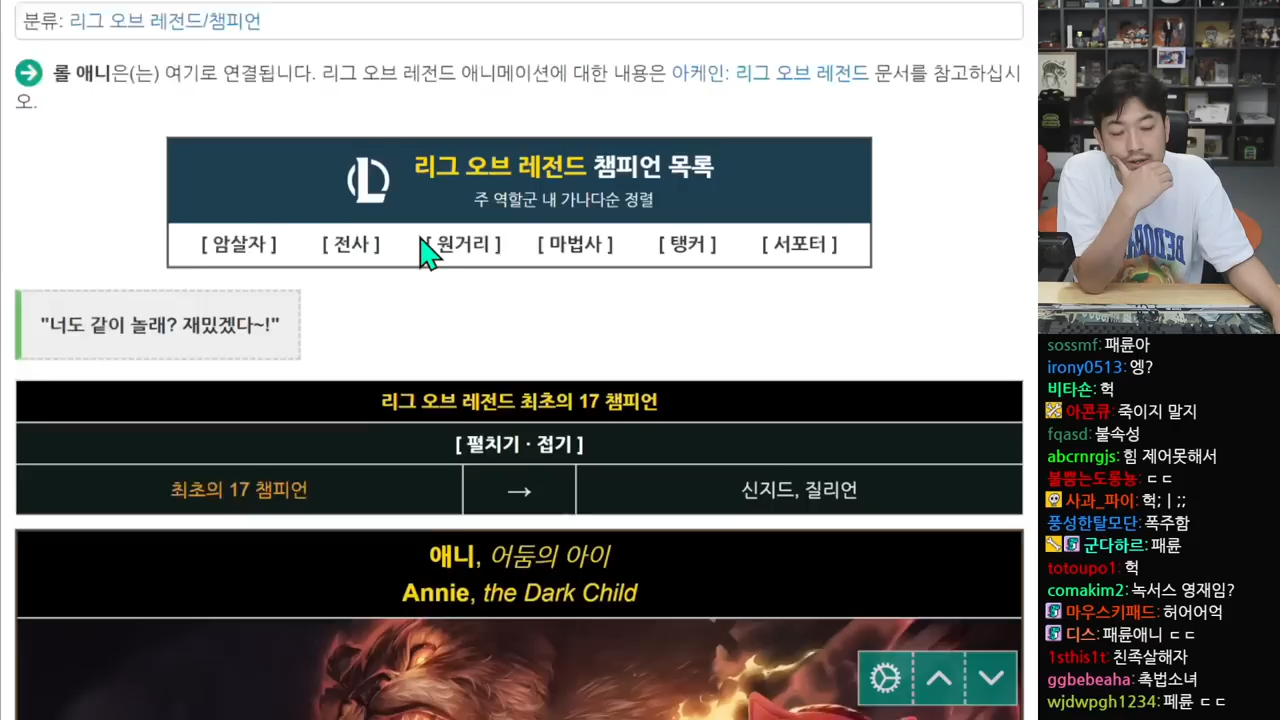 분류: 리그 오브 레전드/챔피언
롤 애니은(는) 여기로 연결됩니다. 리그 오브 레전드 애니메이션에 대한 내용은 아케인: 리그 오브 레전드 문서를 참고하십시
오.
리그 오브 레전드 챔피언 목록
주 역할군 내 가나다순 정렬
[ 암살자 ] [ 전사 ] [ 원거리 ] [ 마법사 ] [ 탱커 ] [ 서포터 ]
"너도 같이 놀래? 재밌겠다~!"
리그 오브 레전드 최초의 17 챔피언
[ 펼치기 · 접기 ]
최초의 17 챔피언 → 신지드, 질리언
애니, 어둠의 아이
Annie, the Dark Child
sossmf: 패륜아
irony0513: 엥?
비타숀: 헉
아콘큐: 죽이지 말지
fqasd: 불속성
abcrnrgjs: 힘 제어못해서
불뿜는도롱뇽: ㄷㄷ
사과_파이: 헉; | ;;
풍성한탈모단: 폭주함
군다하르: 패륜
totoupo1: 헉
comakim2: 녹서스 영재임?
마우스키패드: 허어어억
디스: 패륜애니 ㄷㄷ
1sthis1t: 친족살해자
ggbebeaha: 촉법소녀
wjdwpgh1234: 페륜 ㄷㄷ